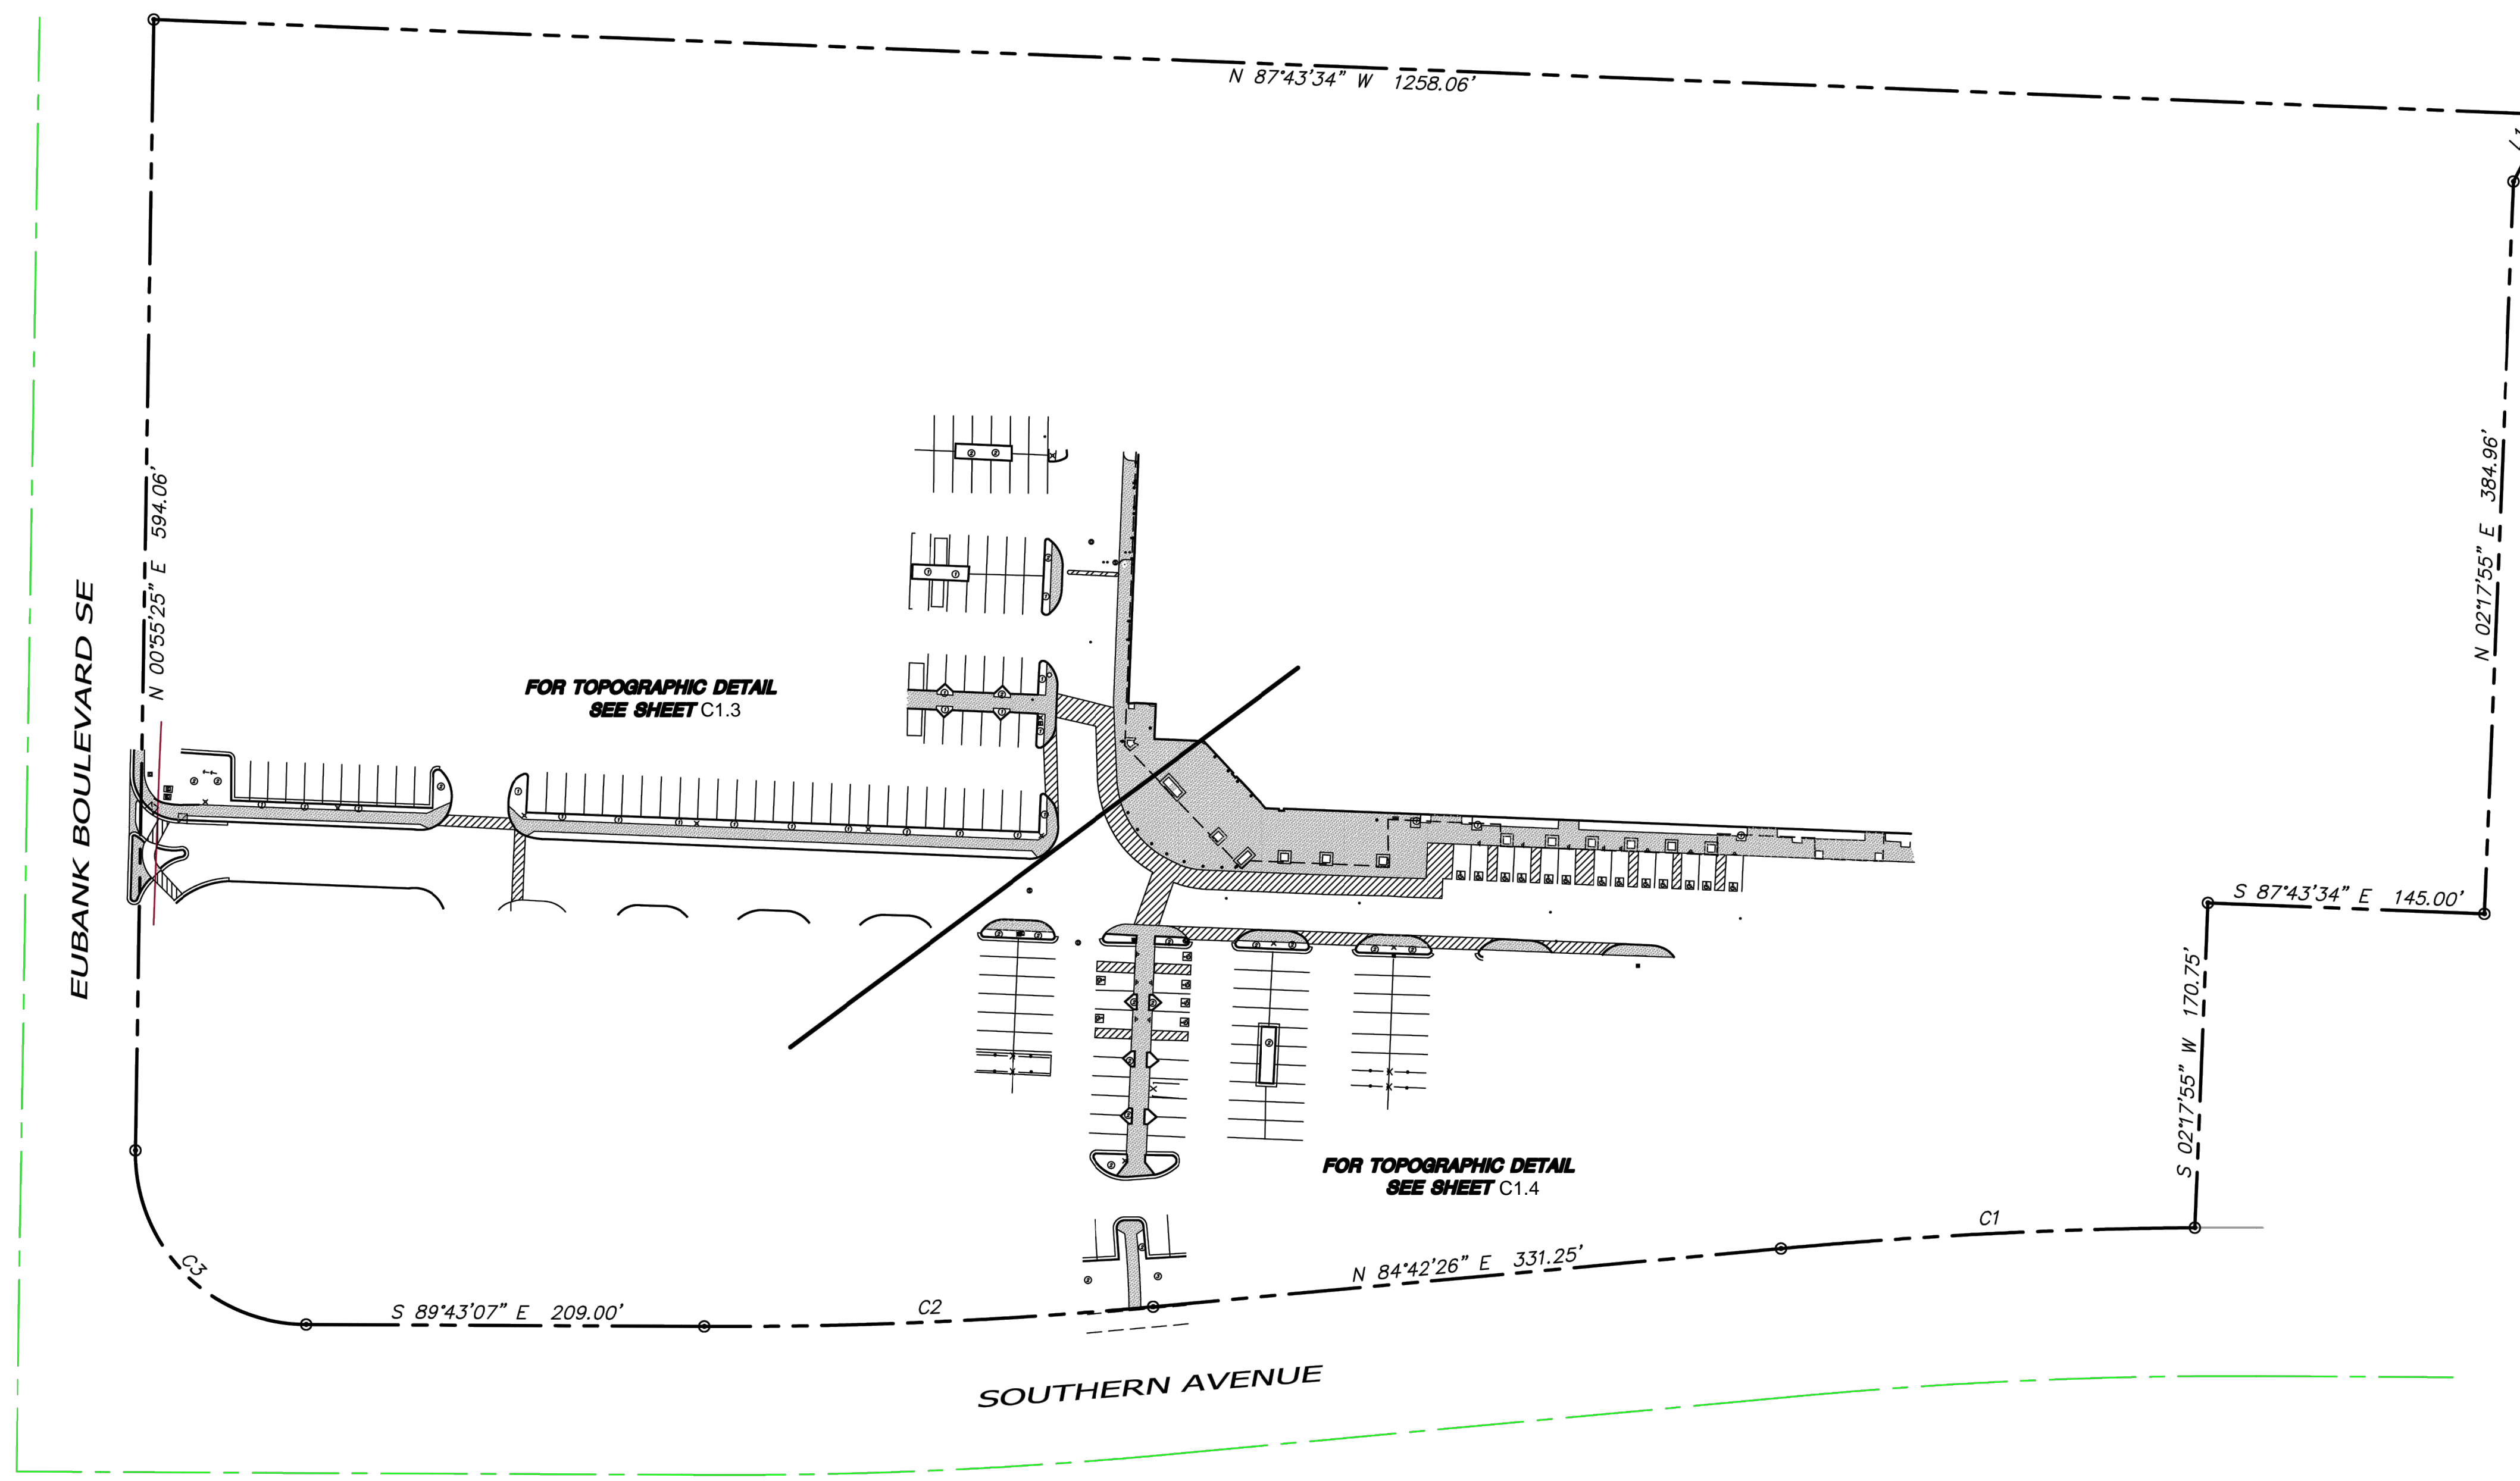 N 87°43'34" W 1258.06'
N 00°55'25" E 594.06'
N 02°17'55" E 384.96'
EUBANK BOULEVARD SE
FOR TOPOGRAPHIC DETAIL
SEE SHEET C1.3
S 87°43'34" E 145.00'
S 02°17'55" W 170.75'
FOR TOPOGRAPHIC DETAIL
SEE SHEET C1.4
C1
C3
N 84°42'26" E 331.25'
S 89°43'07" E 209.00'
C2
SOUTHERN AVENUE